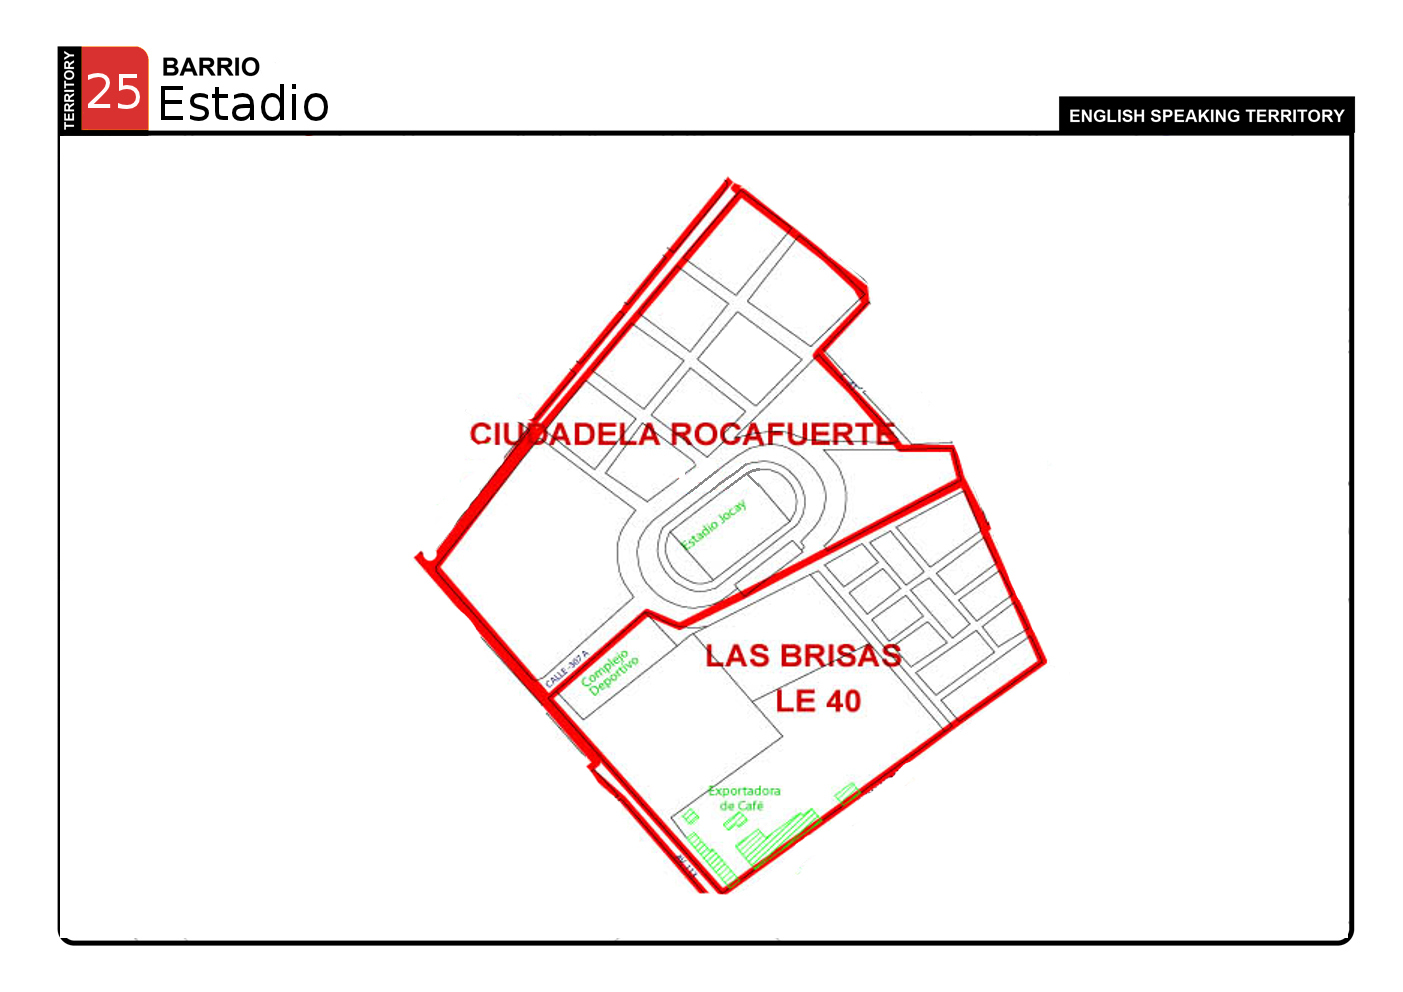 TERRITORY
25
BARRIO
Estadio
ENGLISH SPEAKING TERRITORY
CIUDADELA ROCAFUERTE
Estadio Jocay
CALLE -307 A
Complejo
Deportivo
LAS BRISAS
LE 40
Exportadora
de Café